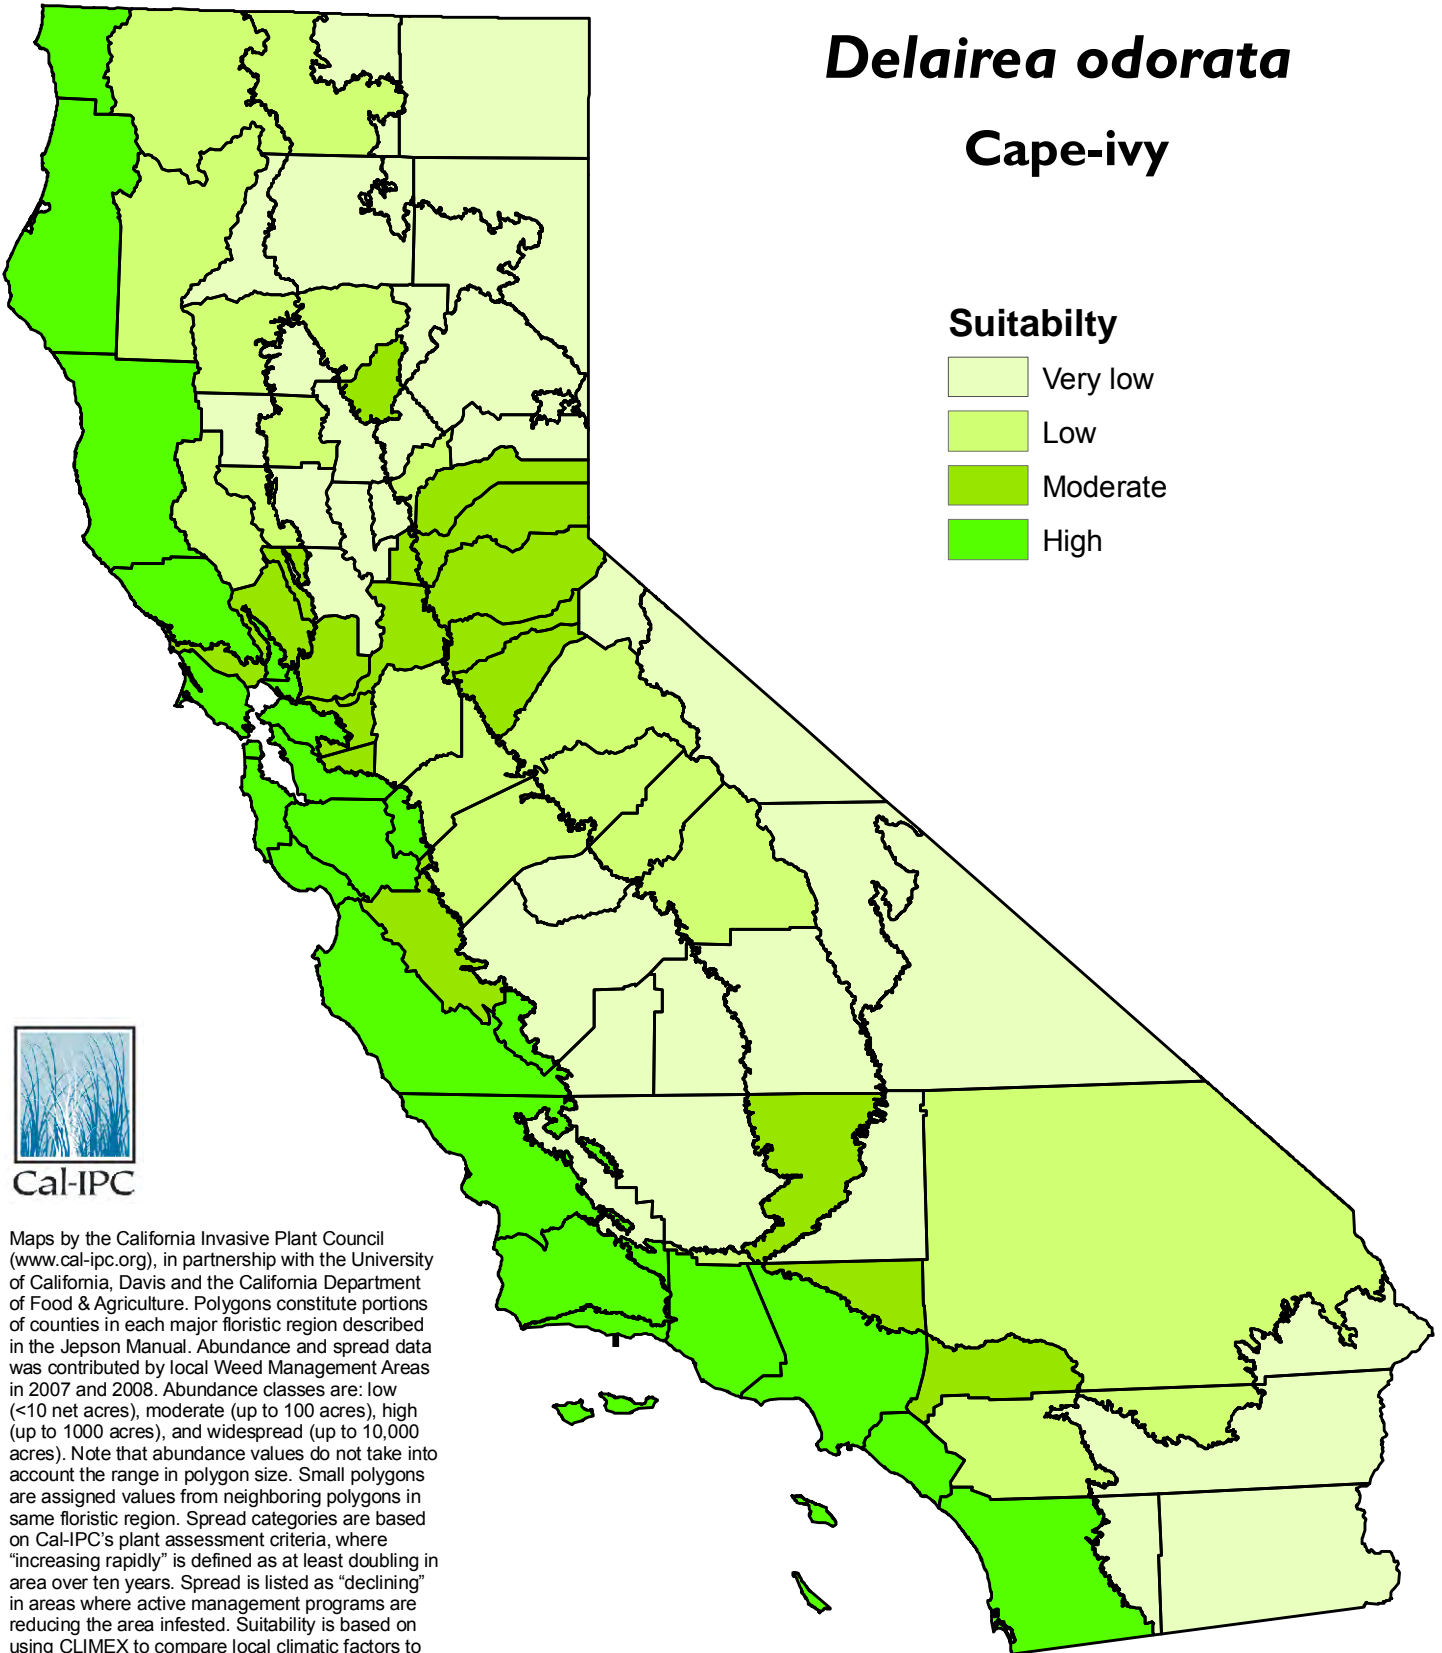 Delairea odorata
Cape-ivy
Suitabilty
Very low
Low
Moderate
High
Cal-IPC
Maps by the California Invasive Plant Council
(www.cal-ipc.org), in partnership with the University
of California, Davis and the California Department
of Food & Agriculture. Polygons constitute portions
of counties in each major floristic region described
in the Jepson Manual. Abundance and spread data
was contributed by local Weed Management Areas
in 2007 and 2008. Abundance classes are: low
(<10 net acres), moderate (up to 100 acres), high
(up to 1000 acres), and widespread (up to 10,000
acres). Note that abundance values do not take into
account the range in polygon size. Small polygons
are assigned values from neighboring polygons in
same floristic region. Spread categories are based
on Cal-IPC's plant assessment criteria, where
“increasing rapidly” is defined as at least doubling in
area over ten years. Spread is listed as “declining”
in areas where active management programs are
reducing the area infested. Suitability is based on
using CLIMEX to compare local climatic factors to